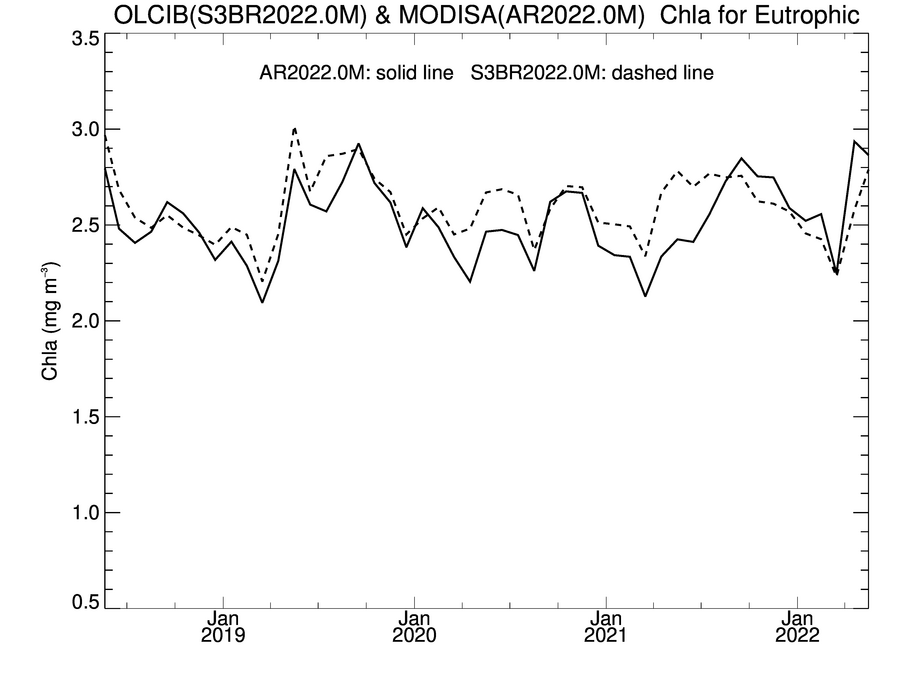 OLCIB(S3BR2022.0M) & MODISA(AR2022.0M)  Chla for Eutrophic
3.5
AR2022.0M: solid line   S3BR2022.0M: dashed line
3.0
2.5
Chla (mg m⁻³)
2.0
1.5
1.0
0.5
Jan Jan Jan Jan
2019 2020 2021 2022